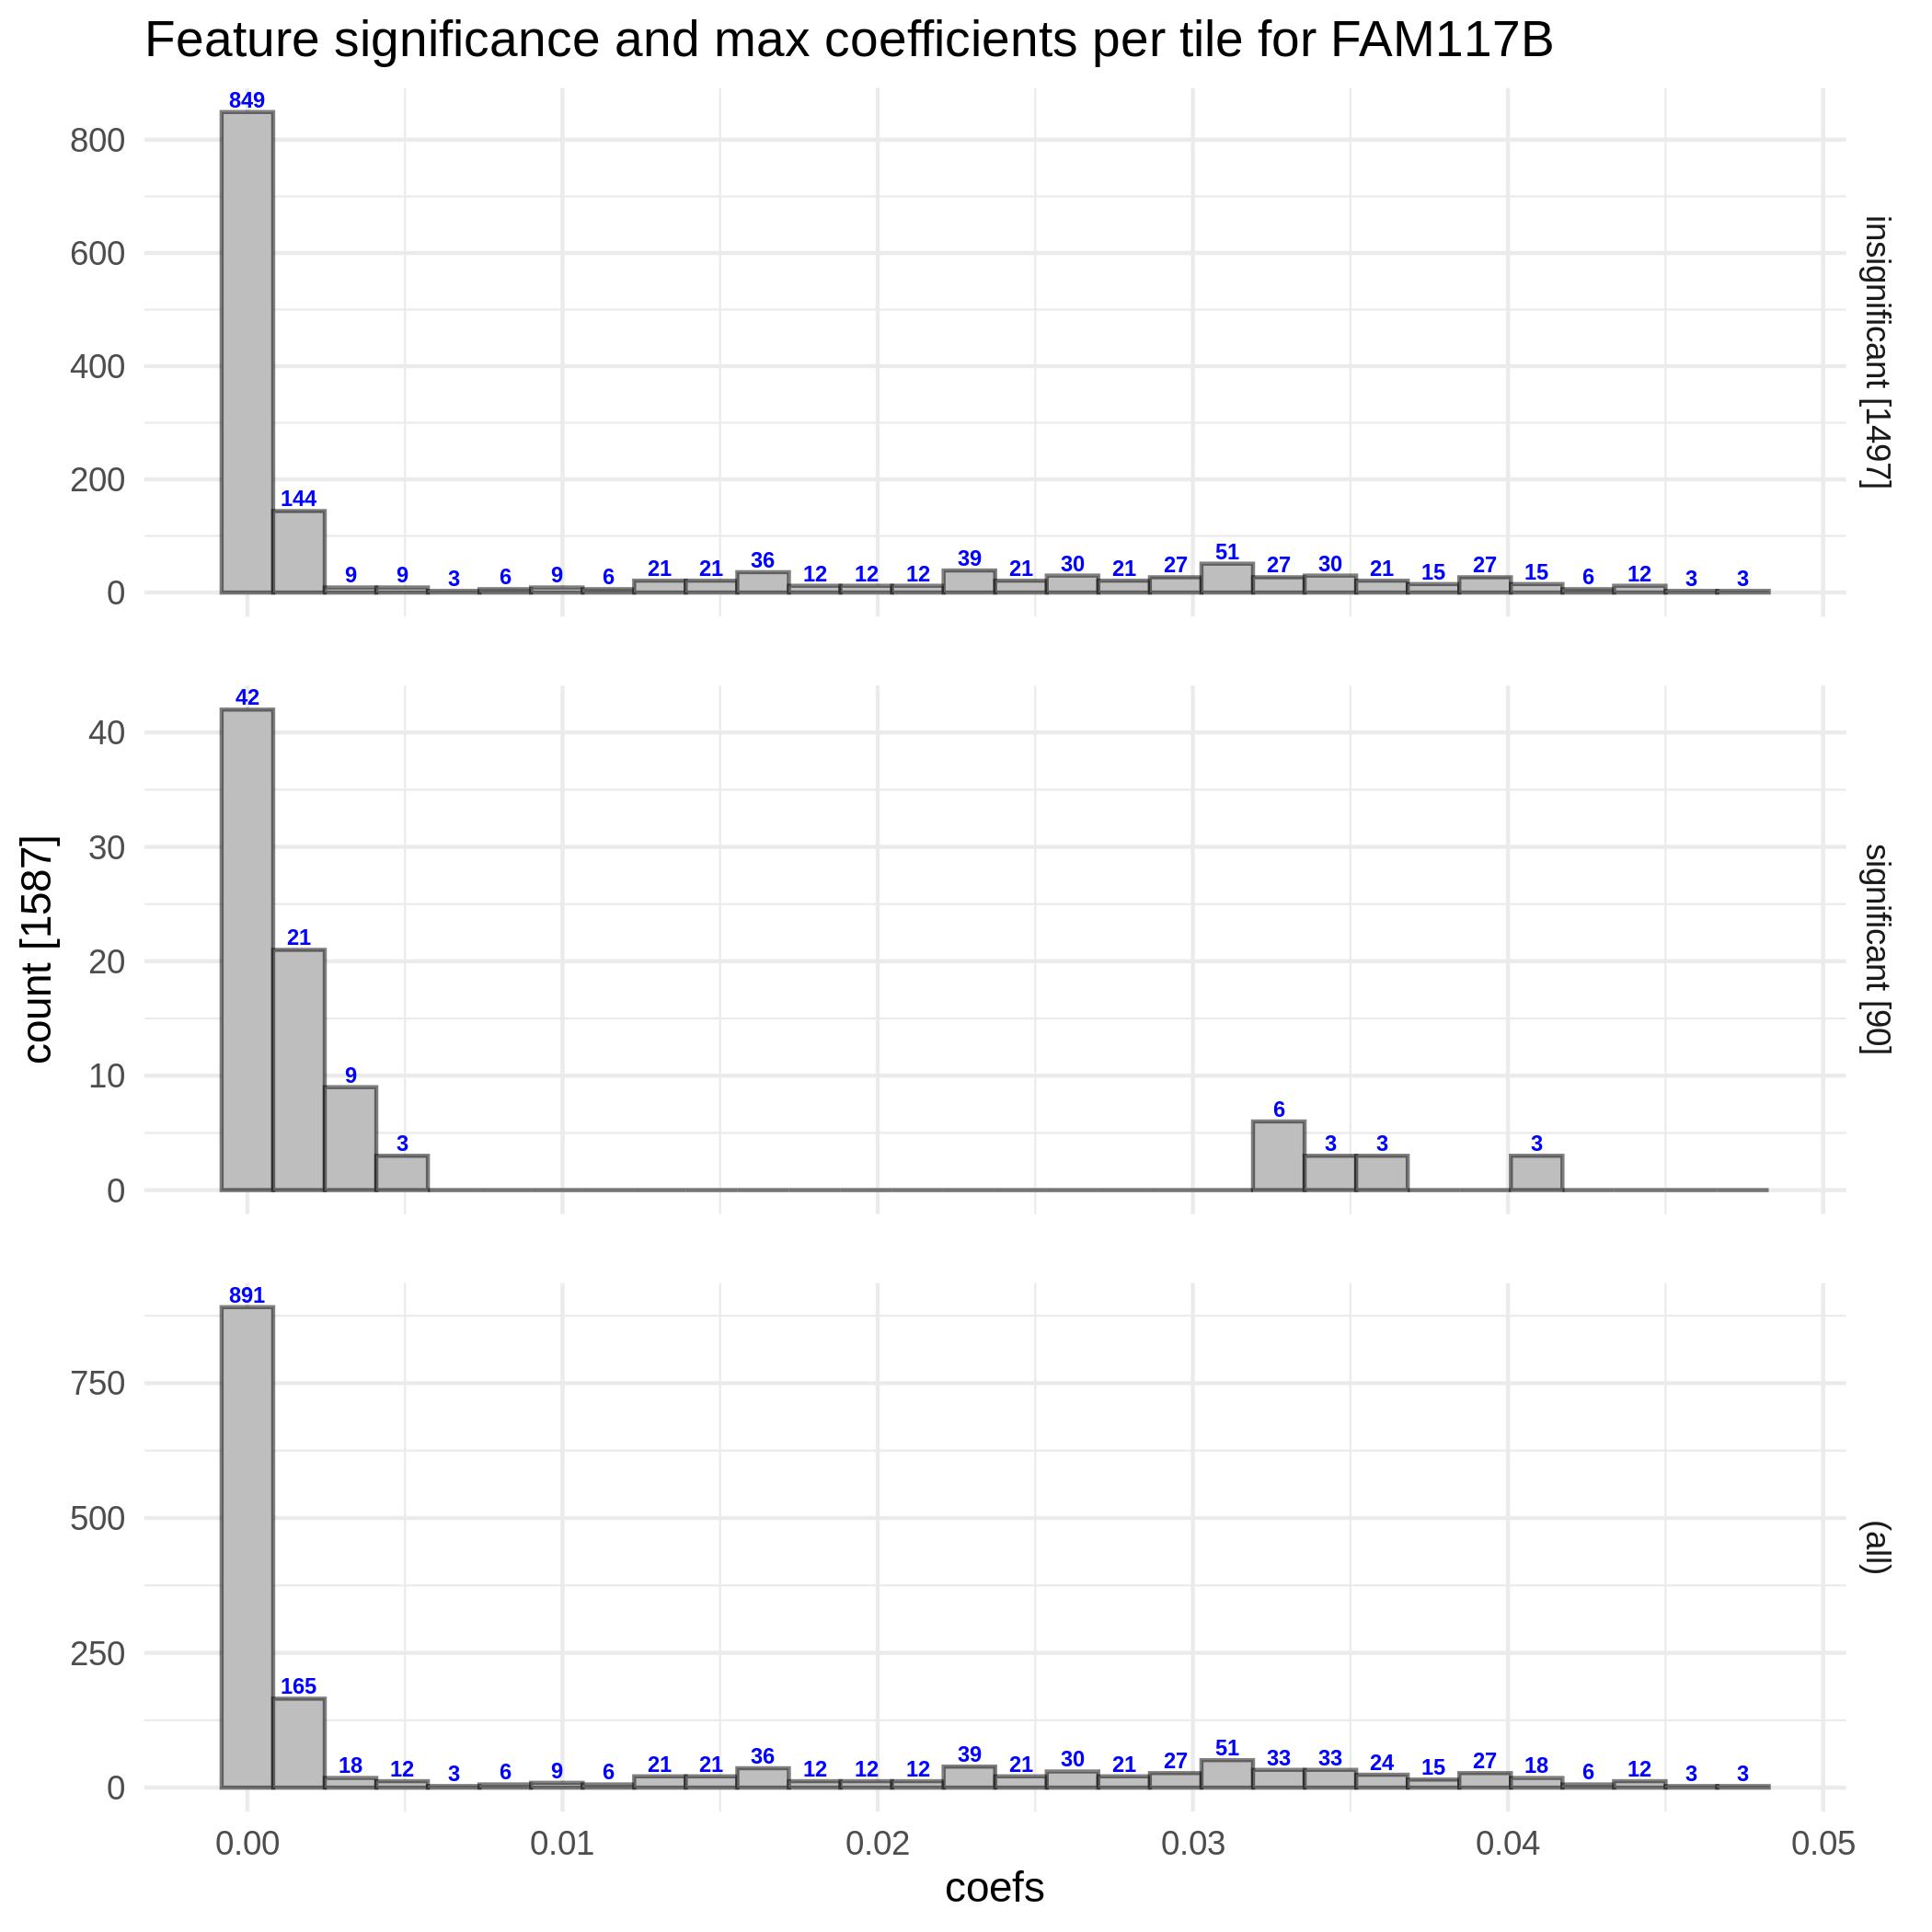 Feature significance and max coefficients per tile for FAM117B
849
800
600
400
200
0
144 9 9 3 6 9 6 21 21 36 12 12 12 39 21 30 21 27 51 27 30 21 15 27 15 6 12 3 3
insignificant [1497]
count [1587]
42
40
30
20
10
0
21 9 3 6 3 3 3
significant [90]
891
750
500
250
0
165 18 12 3 6 9 6 21 21 36 12 12 12 39 21 30 21 27 51 33 33 24 15 27 18 6 12 3 3
(all)
0.00 0.01 0.02 0.03 0.04 0.05
coefs